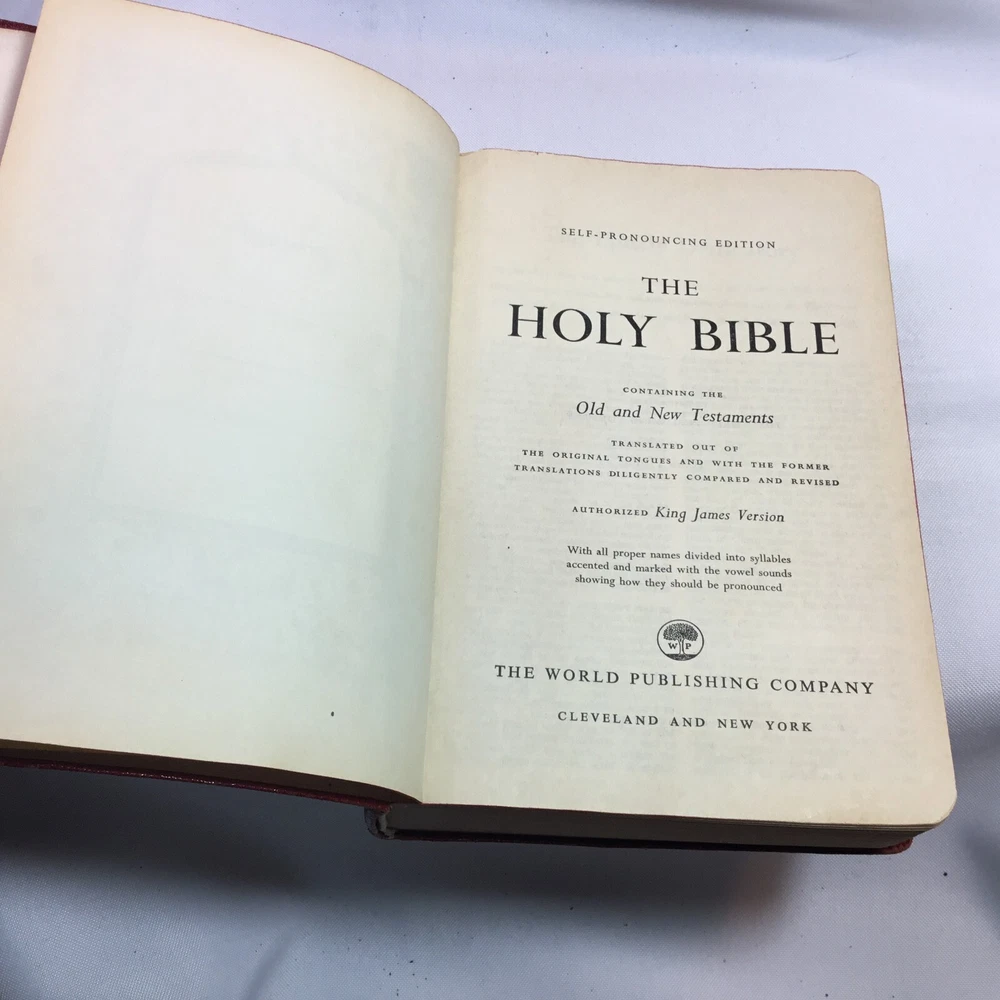 SELF-PRONOUNCING EDITION
THE
HOLY BIBLE
CONTAINING THE
Old and New Testaments
TRANSLATED OUT OF
THE ORIGINAL TONGUES AND WITH THE FORMER
TRANSLATIONS DILIGENTLY COMPARED AND REVISED
AUTHORIZED King James Version
With all proper names divided into syllables
accented and marked with the vowel sounds
showing how they should be pronounced
W P
THE WORLD PUBLISHING COMPANY
CLEVELAND AND NEW YORK